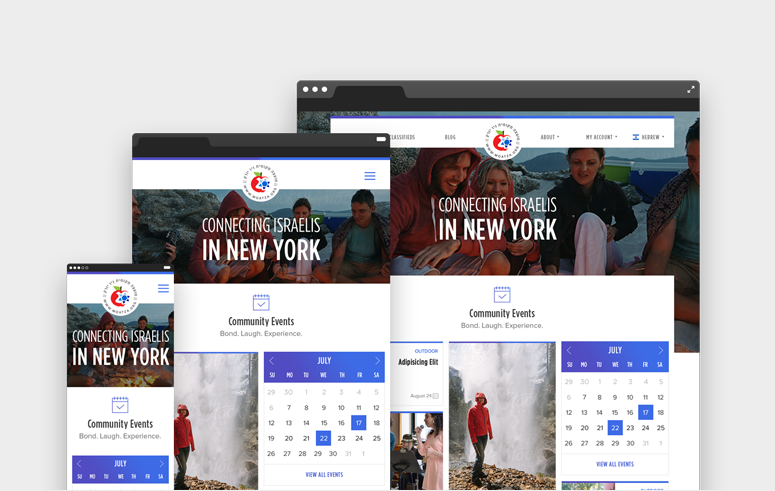 CLASSIFIEDS
BLOG
ABOUT
MY ACCOUNT
HEBREW
CONNECTING ISRAELIS
IN NEW YORK
Community Events
Bond. Laugh. Experience.
OUTDOOR
Adipisicing Elit
August 24
JULY
SU MO TU WE TH FR SA
29 30 1 2 3 4 5
6 7 8 9 10 11 12
12 13 14 15 16 17 18
19 20 21 22 23 24 25
26 27 28 29 30 31 1
VIEW ALL EVENTS
CONNECTING ISRAELIS
IN NEW YORK
Community Events
Bond. Laugh. Experience.
JULY
SU MO TU WE TH FR SA
29 30 1 2 3 4 5
6 7 8 9 10 11 12
12 13 14 15 16 17 18
19 20 21 22 23 24 25
26 27 28 29 30 31 1
VIEW ALL EVENTS
CONNECTING ISRAELIS
IN NEW YORK
Community Events
Bond. Laugh. Experience.
JULY
SU MO TU WE TH FR SA